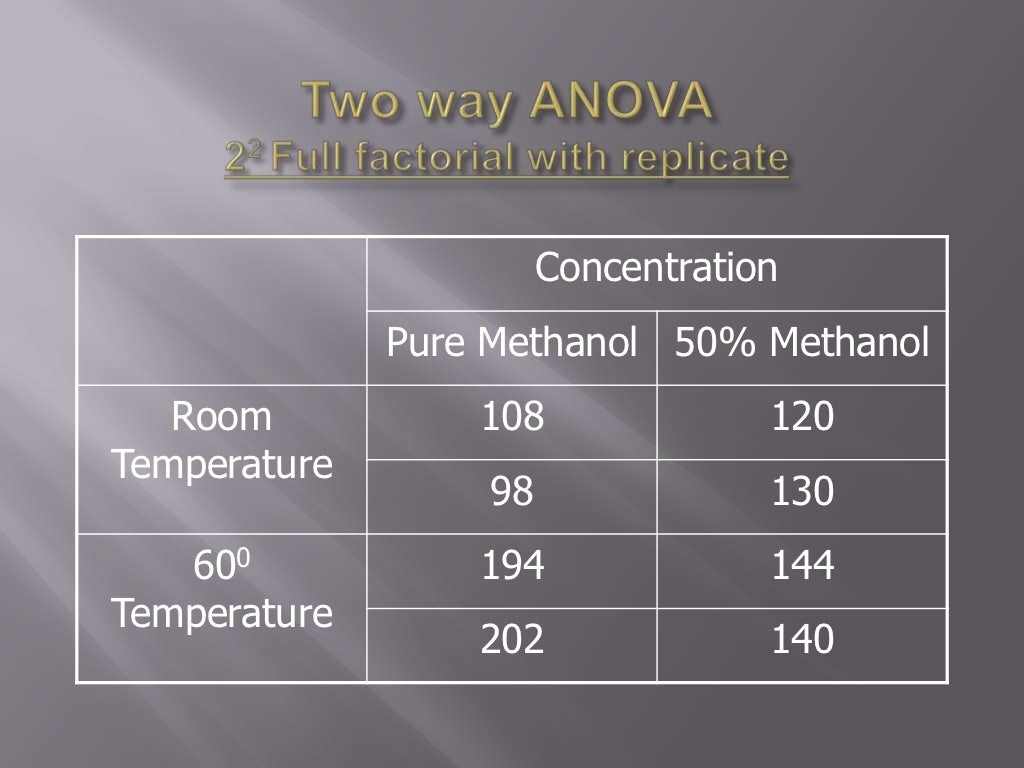 Two way ANOVA
2² Full factorial with replicate
Concentration
Pure Methanol 50% Methanol
Room
Temperature
108 120
98 130
60⁰
Temperature
194 144
202 140